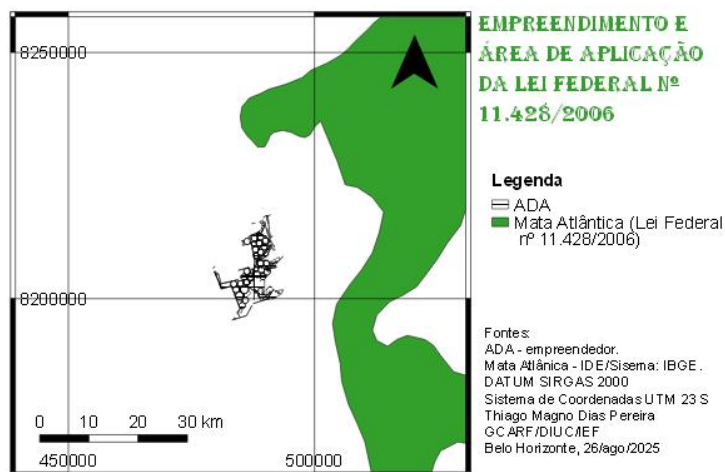 EMPREENDIMENTO E
ÁREA DE APLICAÇÃO
DA LEI FEDERAL Nº
11.428/2006
8250000
8200000
0 10 20 30 km
450000
500000
Legenda
ADA
Mata Atlântica (Lei Federal
nº 11.428/2006)
Fontes:
ADA - empreendedor.
Mata Atlânica - IDE/Sisema: IBGE.
DATUM SIRGAS 2000
Sistema de Coordenadas UTM 23 S
Thiago Magno Dias Pereira
GCARF/DIUC/IEF
Belo Horizonte, 26/ago/2025